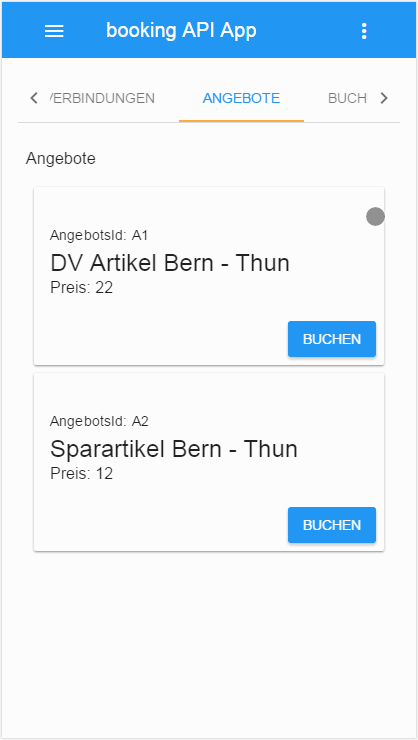 booking API App
VERBINDUNGEN ANGEBOTE BUCH
Angebote
AngebotsId: A1
DV Artikel Bern - Thun
Preis: 22
BUCHEN
AngebotsId: A2
Sparartikel Bern - Thun
Preis: 12
BUCHEN